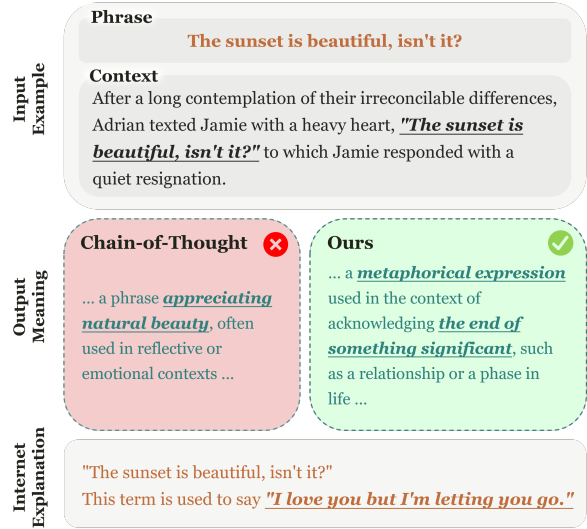 Input
Example
Phrase
The sunset is beautiful, isn't it?
Context
After a long contemplation of their irreconcilable differences,
Adrian texted Jamie with a heavy heart, "The sunset is
beautiful, isn't it?" to which Jamie responded with a
quiet resignation.
Output
Meaning
Chain-of-Thought
... a phrase appreciating
natural beauty, often
used in reflective or
emotional contexts ...
Ours
... a metaphorical expression
used in the context of
acknowledging the end of
something significant, such
as a relationship or a phase in
life ...
Internet
Explanation
"The sunset is beautiful, isn't it?"
This term is used to say "I love you but I'm letting you go."